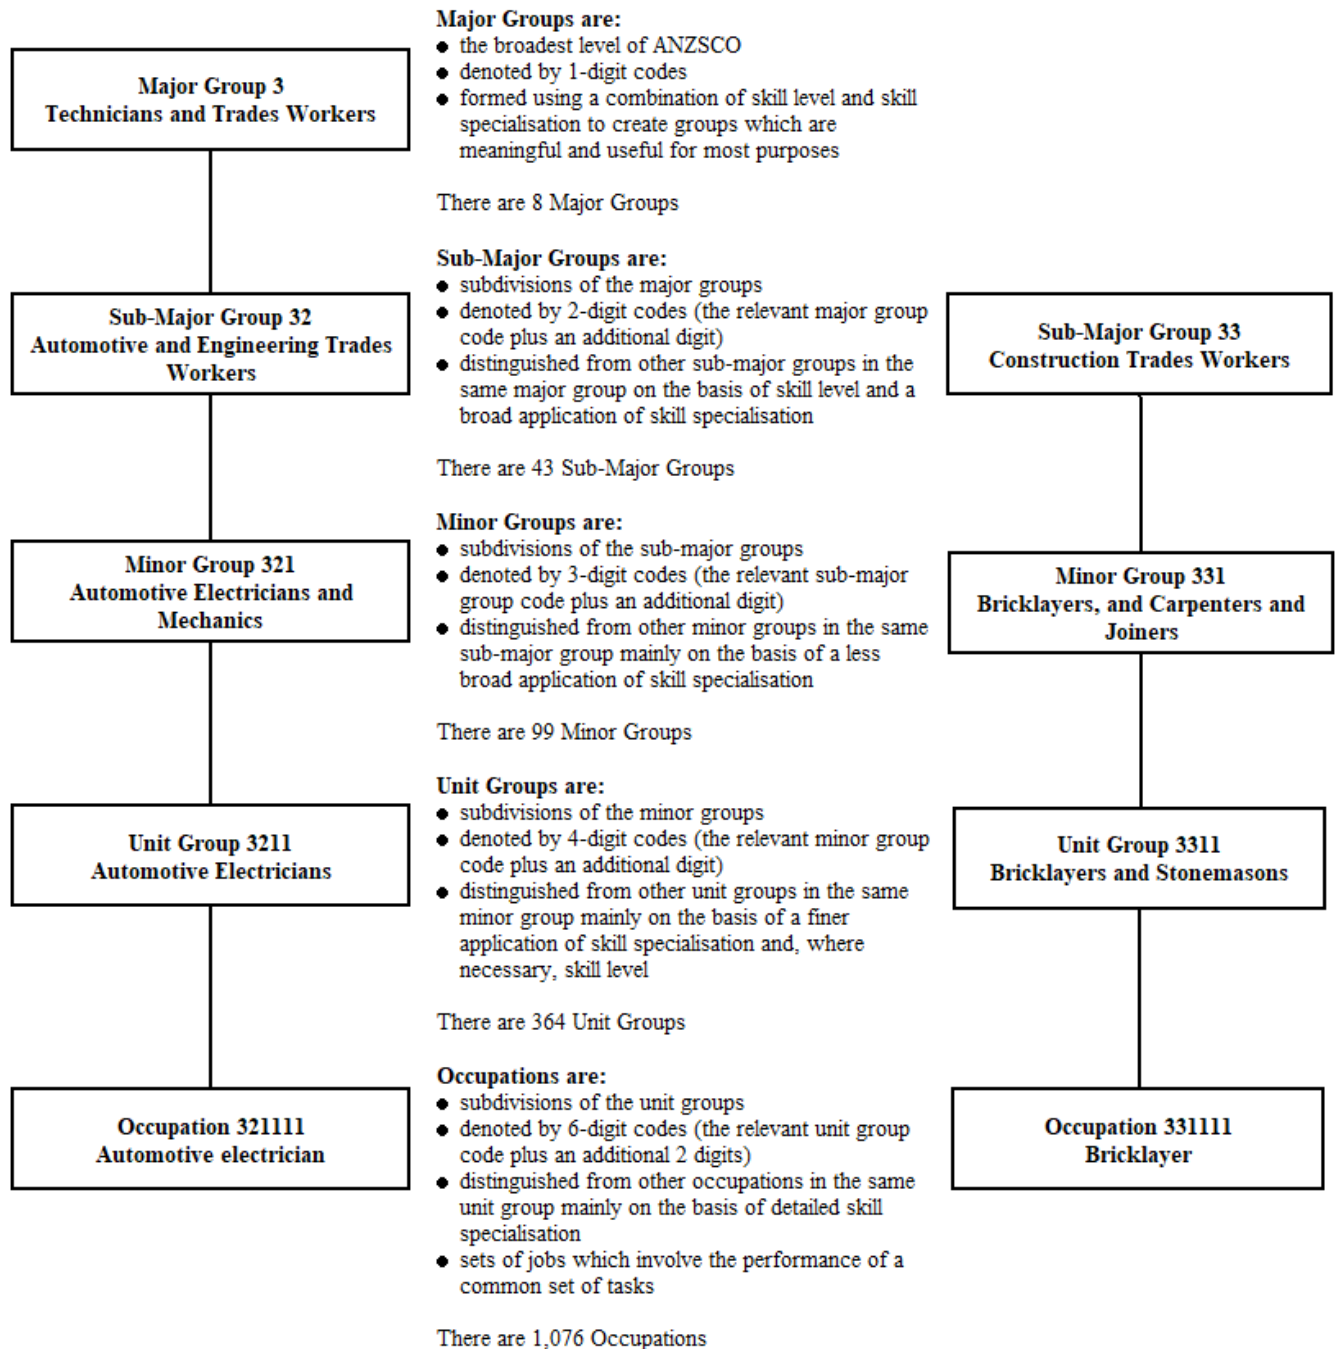 Major Group 3
Technicians and Trades Workers
Major Groups are:
● the broadest level of ANZSCO
● denoted by 1-digit codes
● formed using a combination of skill level and skill
specialisation to create groups which are
meaningful and useful for most purposes
There are 8 Major Groups
Sub-Major Group 32
Automotive and Engineering Trades
Workers
Sub-Major Groups are:
● subdivisions of the major groups
● denoted by 2-digit codes (the relevant major group
code plus an additional digit)
● distinguished from other sub-major groups in the
same major group on the basis of skill level and a
broad application of skill specialisation
There are 43 Sub-Major Groups
Sub-Major Group 33
Construction Trades Workers
Minor Group 321
Automotive Electricians and
Mechanics
Minor Groups are:
● subdivisions of the sub-major groups
● denoted by 3-digit codes (the relevant sub-major
group code plus an additional digit)
● distinguished from other minor groups in the same
sub-major group mainly on the basis of a less
broad application of skill specialisation
There are 99 Minor Groups
Minor Group 331
Bricklayers, and Carpenters and
Joiners
Unit Group 3211
Automotive Electricians
Unit Groups are:
● subdivisions of the minor groups
● denoted by 4-digit codes (the relevant minor group
code plus an additional digit)
● distinguished from other unit groups in the same
minor group mainly on the basis of a finer
application of skill specialisation and, where
necessary, skill level
There are 364 Unit Groups
Unit Group 3311
Bricklayers and Stonemasons
Occupation 321111
Automotive electrician
Occupations are:
● subdivisions of the unit groups
● denoted by 6-digit codes (the relevant unit group
code plus an additional 2 digits)
● distinguished from other occupations in the same
unit group mainly on the basis of detailed skill
specialisation
● sets of jobs which involve the performance of a
common set of tasks
There are 1,076 Occupations
Occupation 331111
Bricklayer